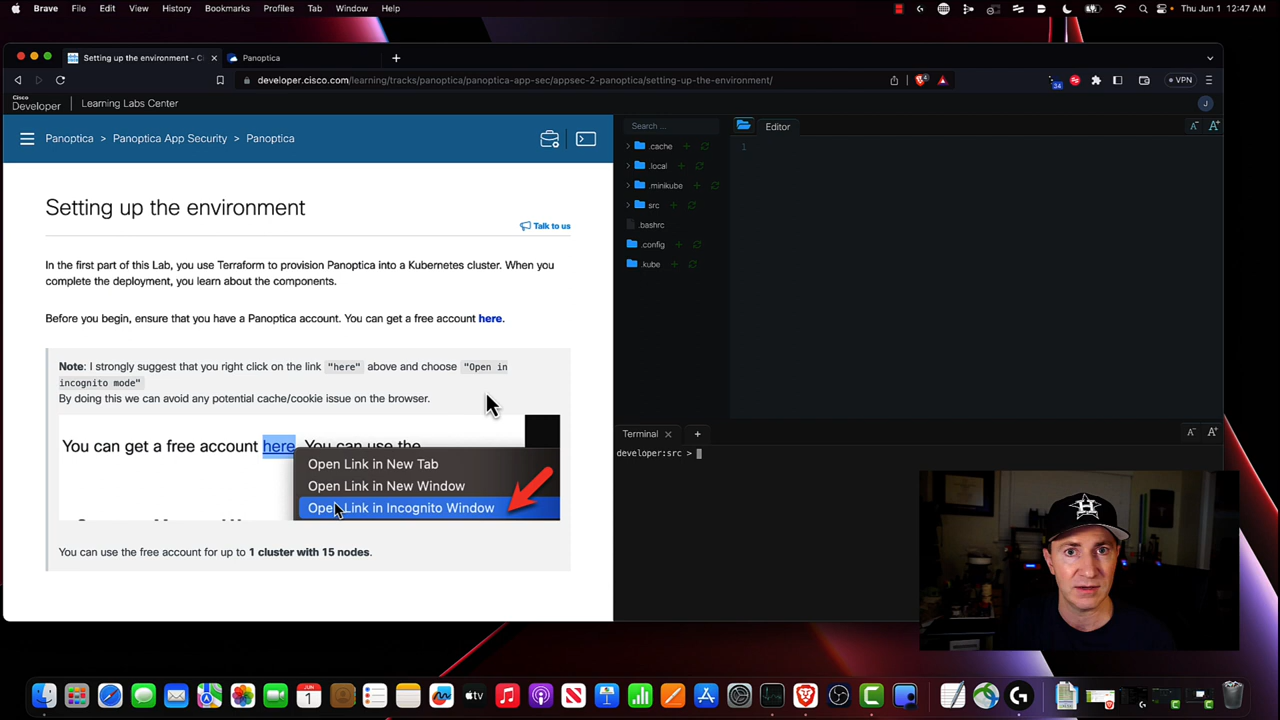 Brave File Edit View History Bookmarks Profiles Tab Window Help Thu Jun 1 12:47 AM
Setting up the environment - C
Panoptica
developer.cisco.com/learning/tracks/panoptica/panoptica-app-sec/appsec-2-panoptica/setting-up-the-environment/
VPN
34
Cisco
Developer
Learning Labs Center
J
Panoptica > Panoptica App Security > Panoptica
Search ...
Editor
A- A+
.cache
.local
.minikube
src
.bashrc
.config
.kube
1
Setting up the environment
Talk to us
In the first part of this Lab, you use Terraform to provision Panoptica into a Kubernetes cluster. When you
complete the deployment, you learn about the components.
Before you begin, ensure that you have a Panoptica account. You can get a free account here.
Note: I strongly suggest that you right click on the link "here" above and choose "Open in
incognito mode"
By doing this we can avoid any potential cache/cookie issue on the browser.
You can get a free account here. You can use the
Open Link in New Tab
Open Link in New Window
Open Link in Incognito Window
You can use the free account for up to 1 cluster with 15 nodes.
Terminal
A- A+
developer:src >
JUN
1
tv